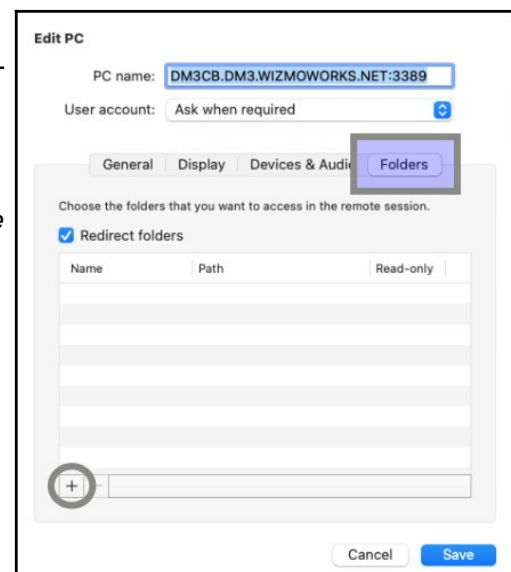 Edit PC
PC name: DM3CB.DM3.WIZMOWORKS.NET:3389
User account: Ask when required
General Display Devices & Audio Folders
Choose the folders that you want to access in the remote session.
Redirect folders
Name Path Read-only
+ -
Cancel Save